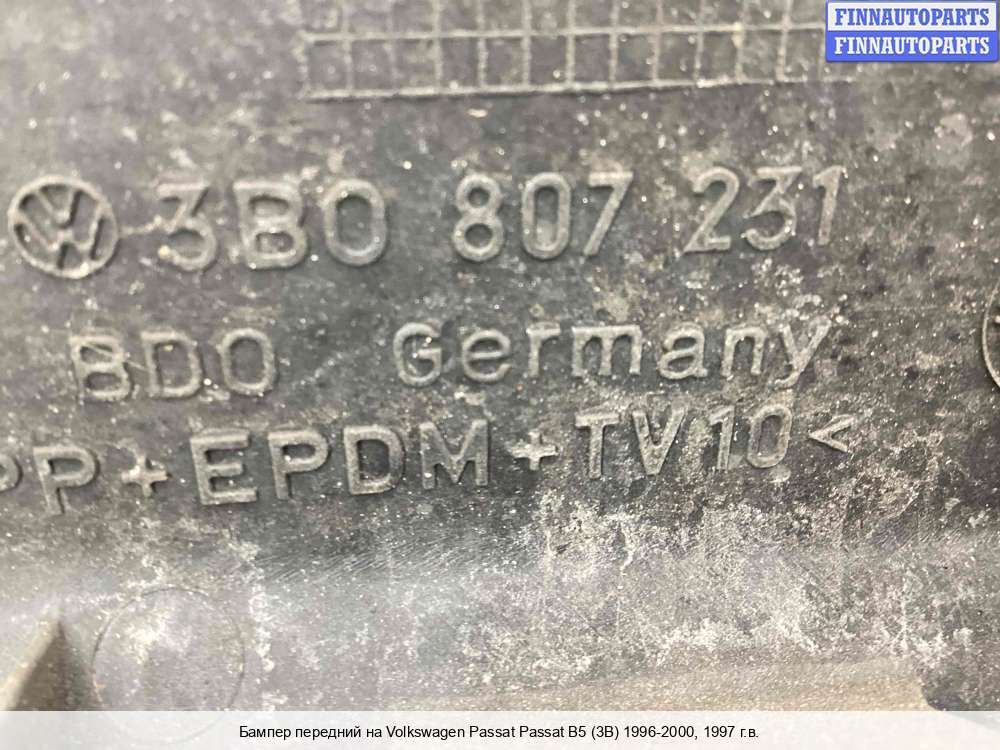 FINNAUTOPARTS
FINNAUTOPARTS
3B0 807 231
BDO Germany
PP+EPDM+TV10<
Бампер передний на Volkswagen Passat Passat B5 (3B) 1996-2000, 1997 г.в.